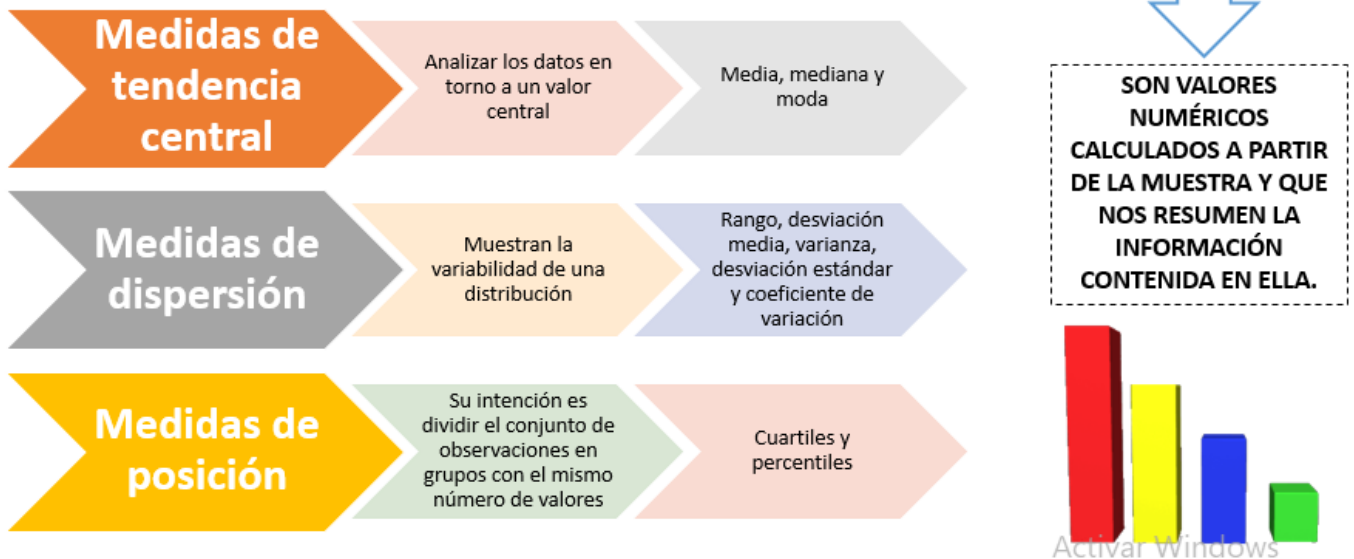 Medidas de
tendencia
central
Analizar los datos en
torno a un valor
central
Media, mediana y
moda
Medidas de
dispersión
Muestran la
variabilidad de una
distribución
Rango, desviación
media, varianza,
desviación estándar
y coeficiente de
variación
Medidas de
posición
Su intención es
dividir el conjunto de
observaciones en
grupos con el mismo
número de valores
Cuartiles y
percentiles
SON VALORES
NUMÉRICOS
CALCULADOS A PARTIR
DE LA MUESTRA Y QUE
NOS RESUMEN LA
INFORMACIÓN
CONTENIDA EN ELLA.
Activar Windows